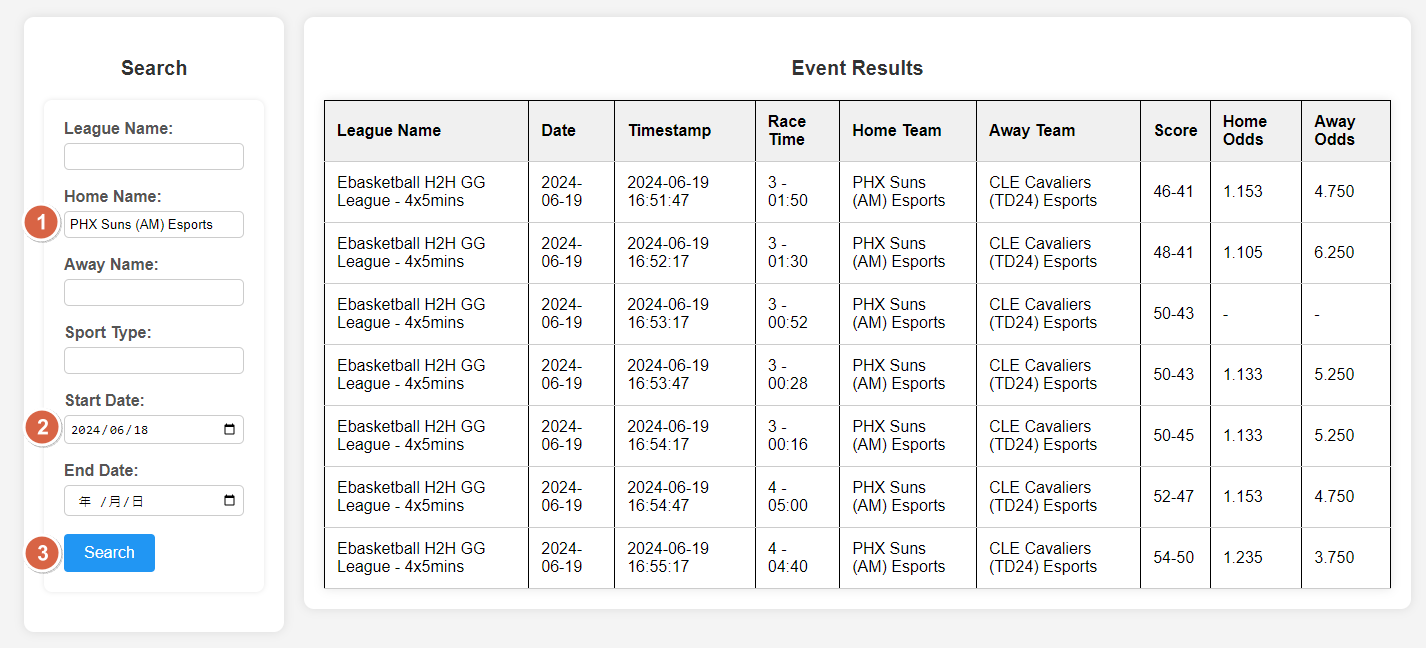 Search
League Name:
Home Name:
1
PHX Suns (AM) Esports
Away Name:
Sport Type:
Start Date:
2
2024/06/18
End Date:
年 /月/日
3
Search
Event Results
League Name Date Timestamp Race Time Home Team Away Team Score Home Odds Away Odds
Ebasketball H2H GG League - 4x5mins 2024-06-19 2024-06-19 16:51:47 3 - 01:50 PHX Suns (AM) Esports CLE Cavaliers (TD24) Esports 46-41 1.153 4.750
Ebasketball H2H GG League - 4x5mins 2024-06-19 2024-06-19 16:52:17 3 - 01:30 PHX Suns (AM) Esports CLE Cavaliers (TD24) Esports 48-41 1.105 6.250
Ebasketball H2H GG League - 4x5mins 2024-06-19 2024-06-19 16:53:17 3 - 00:52 PHX Suns (AM) Esports CLE Cavaliers (TD24) Esports 50-43 - -
Ebasketball H2H GG League - 4x5mins 2024-06-19 2024-06-19 16:53:47 3 - 00:28 PHX Suns (AM) Esports CLE Cavaliers (TD24) Esports 50-43 1.133 5.250
Ebasketball H2H GG League - 4x5mins 2024-06-19 2024-06-19 16:54:17 3 - 00:16 PHX Suns (AM) Esports CLE Cavaliers (TD24) Esports 50-45 1.133 5.250
Ebasketball H2H GG League - 4x5mins 2024-06-19 2024-06-19 16:54:47 4 - 05:00 PHX Suns (AM) Esports CLE Cavaliers (TD24) Esports 52-47 1.153 4.750
Ebasketball H2H GG League - 4x5mins 2024-06-19 2024-06-19 16:55:17 4 - 04:40 PHX Suns (AM) Esports CLE Cavaliers (TD24) Esports 54-50 1.235 3.750